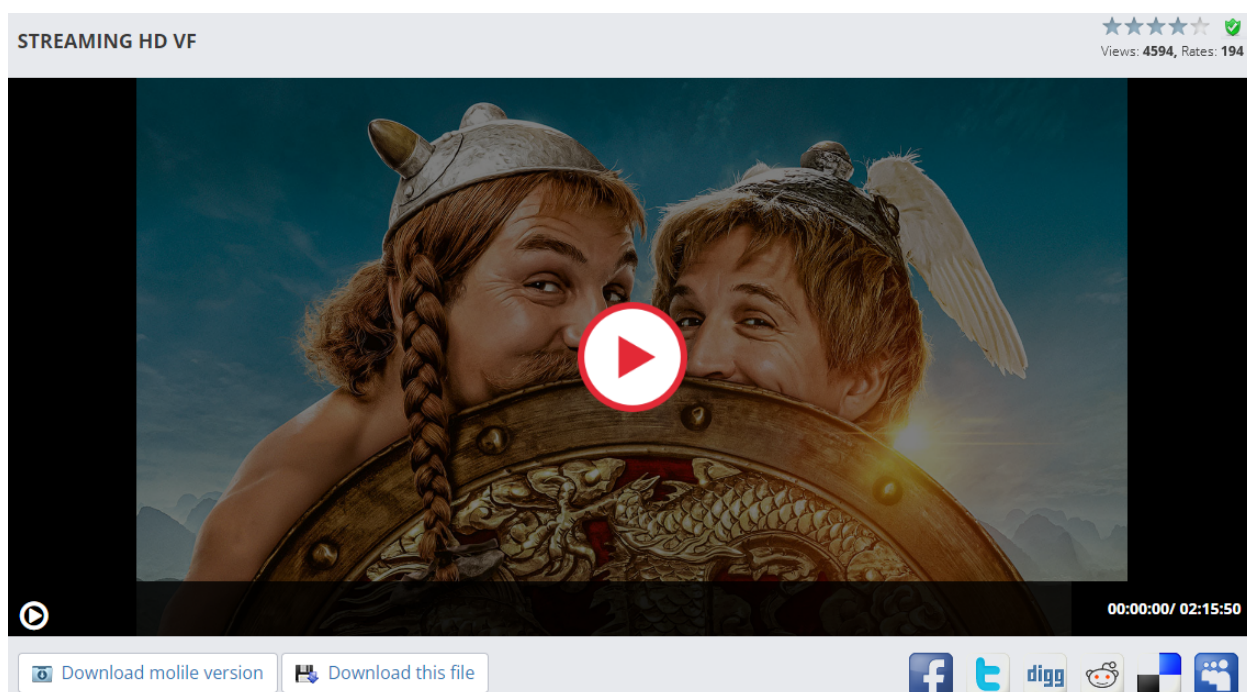 STREAMING HD VF
Views: 4594, Rates: 194
00:00:00/ 02:15:50
Download molile version
Download this file
digg